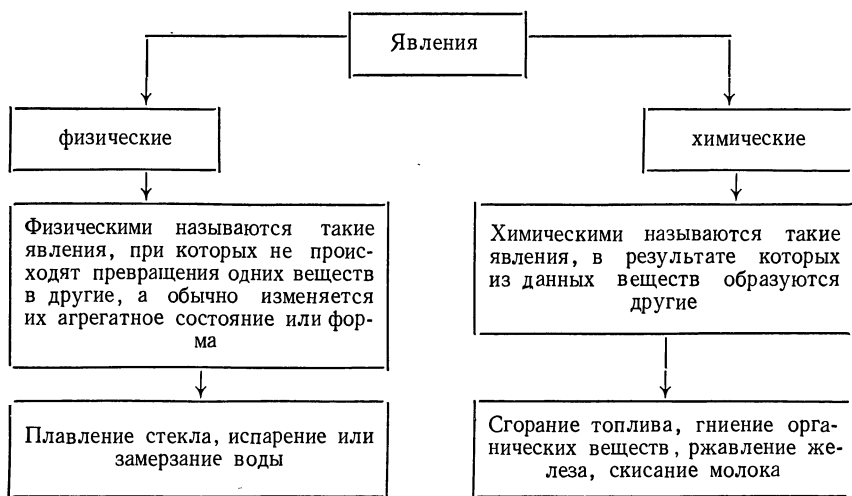 Явления
физические
химические
Физическими называются такие
явления, при которых не проис-
ходят превращения одних веществ
в другие, а обычно изменяется
их агрегатное состояние или фор-
ма
Химическими называются такие
явления, в результате которых
из данных веществ образуются
другие
Плавление стекла, испарение или
замерзание воды
Сгорание топлива, гниение орга-
нических веществ, ржавление же-
леза, скисание молока